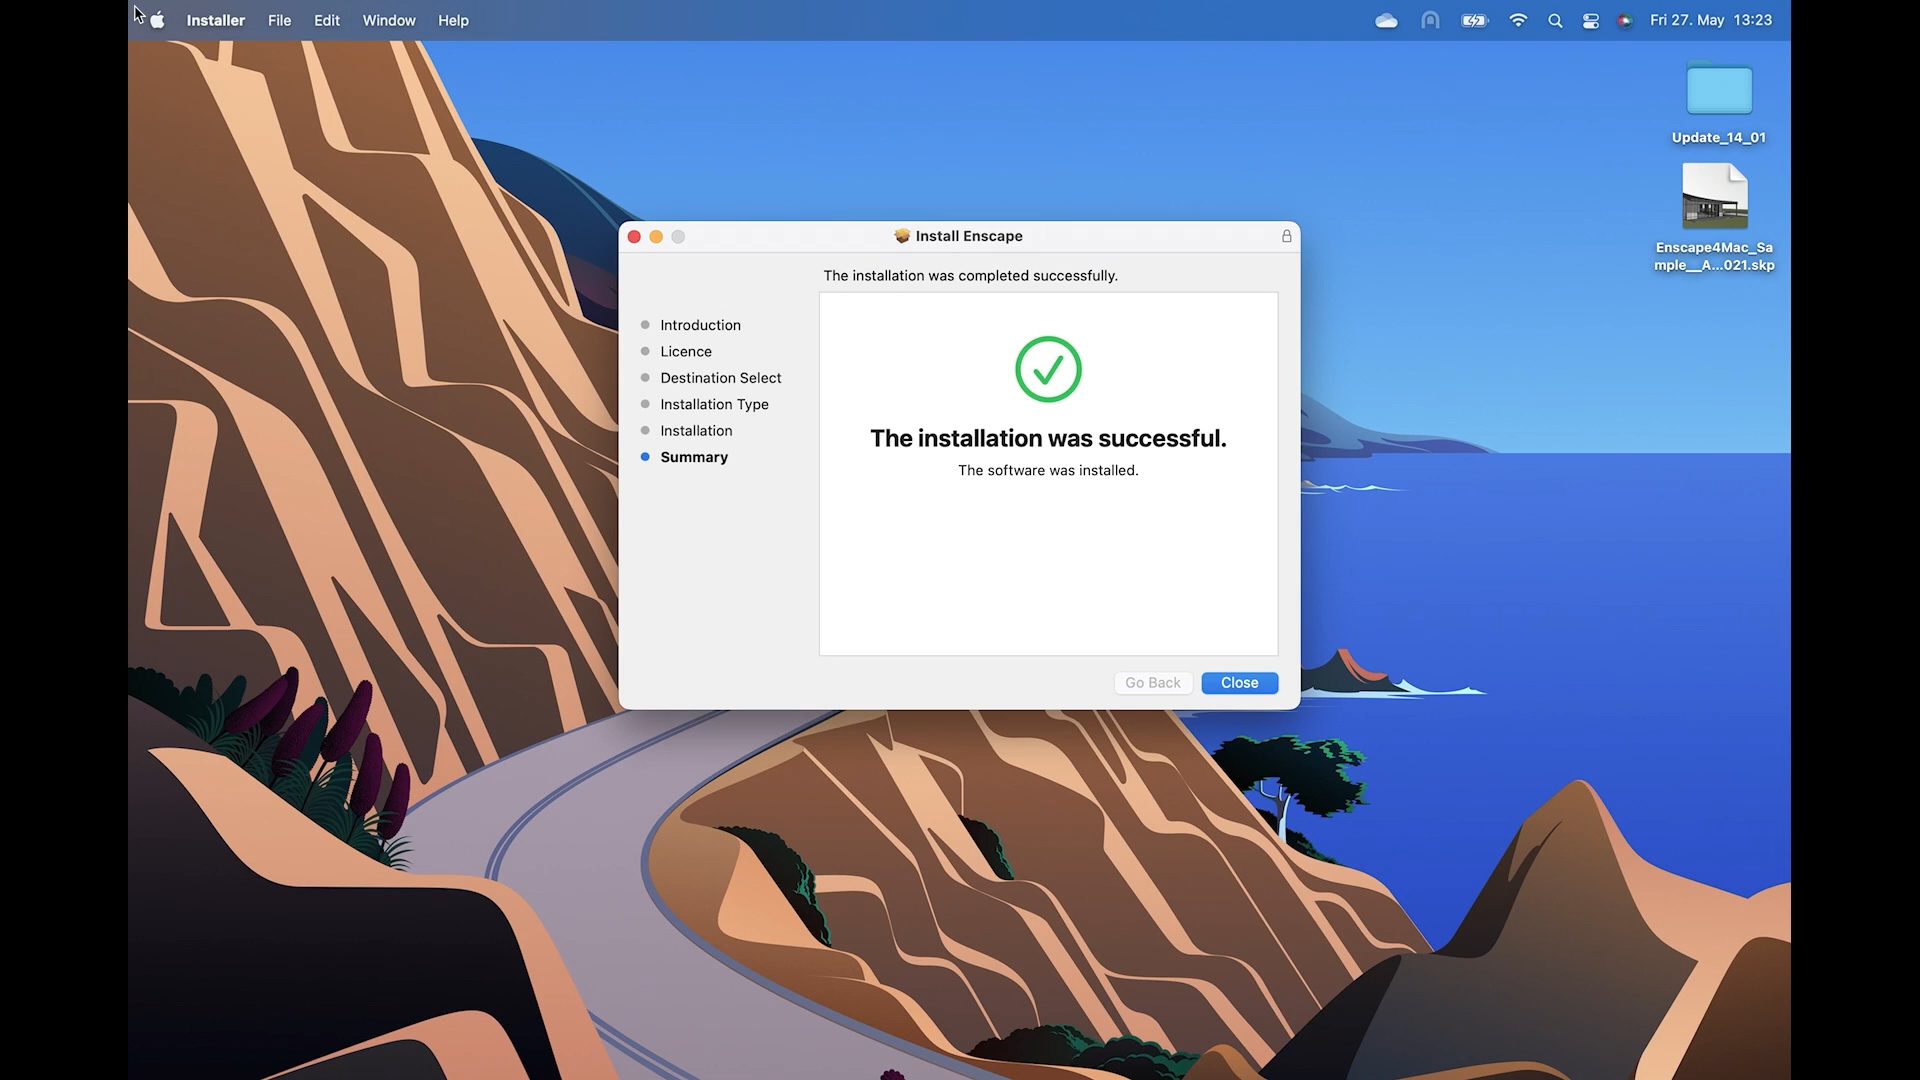 Installer File Edit Window Help
Fri 27. May 13:23
Update_14_01
Enscape4Mac_Sa
mple__A...021.skp
Install Enscape
The installation was completed successfully.
Introduction
Licence
Destination Select
Installation Type
Installation
Summary
The installation was successful.
The software was installed.
Go Back
Close